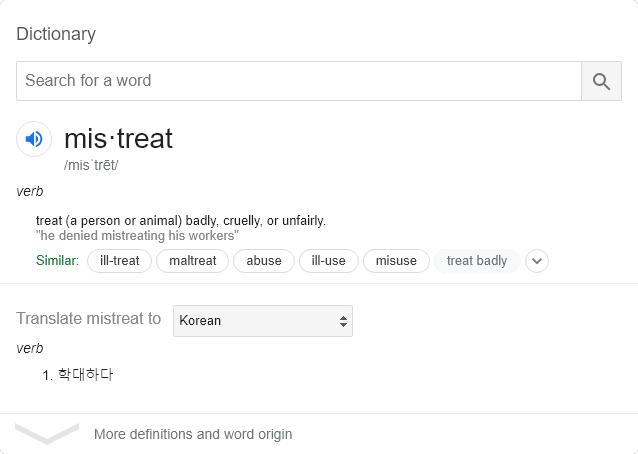 Dictionary
Search for a word
mis·treat
/misˈtrēt/
verb
treat (a person or animal) badly, cruelly, or unfairly.
"he denied mistreating his workers"
Similar: ill-treat maltreat abuse ill-use misuse treat badly
Translate mistreat to Korean
verb
1. 학대하다
More definitions and word origin